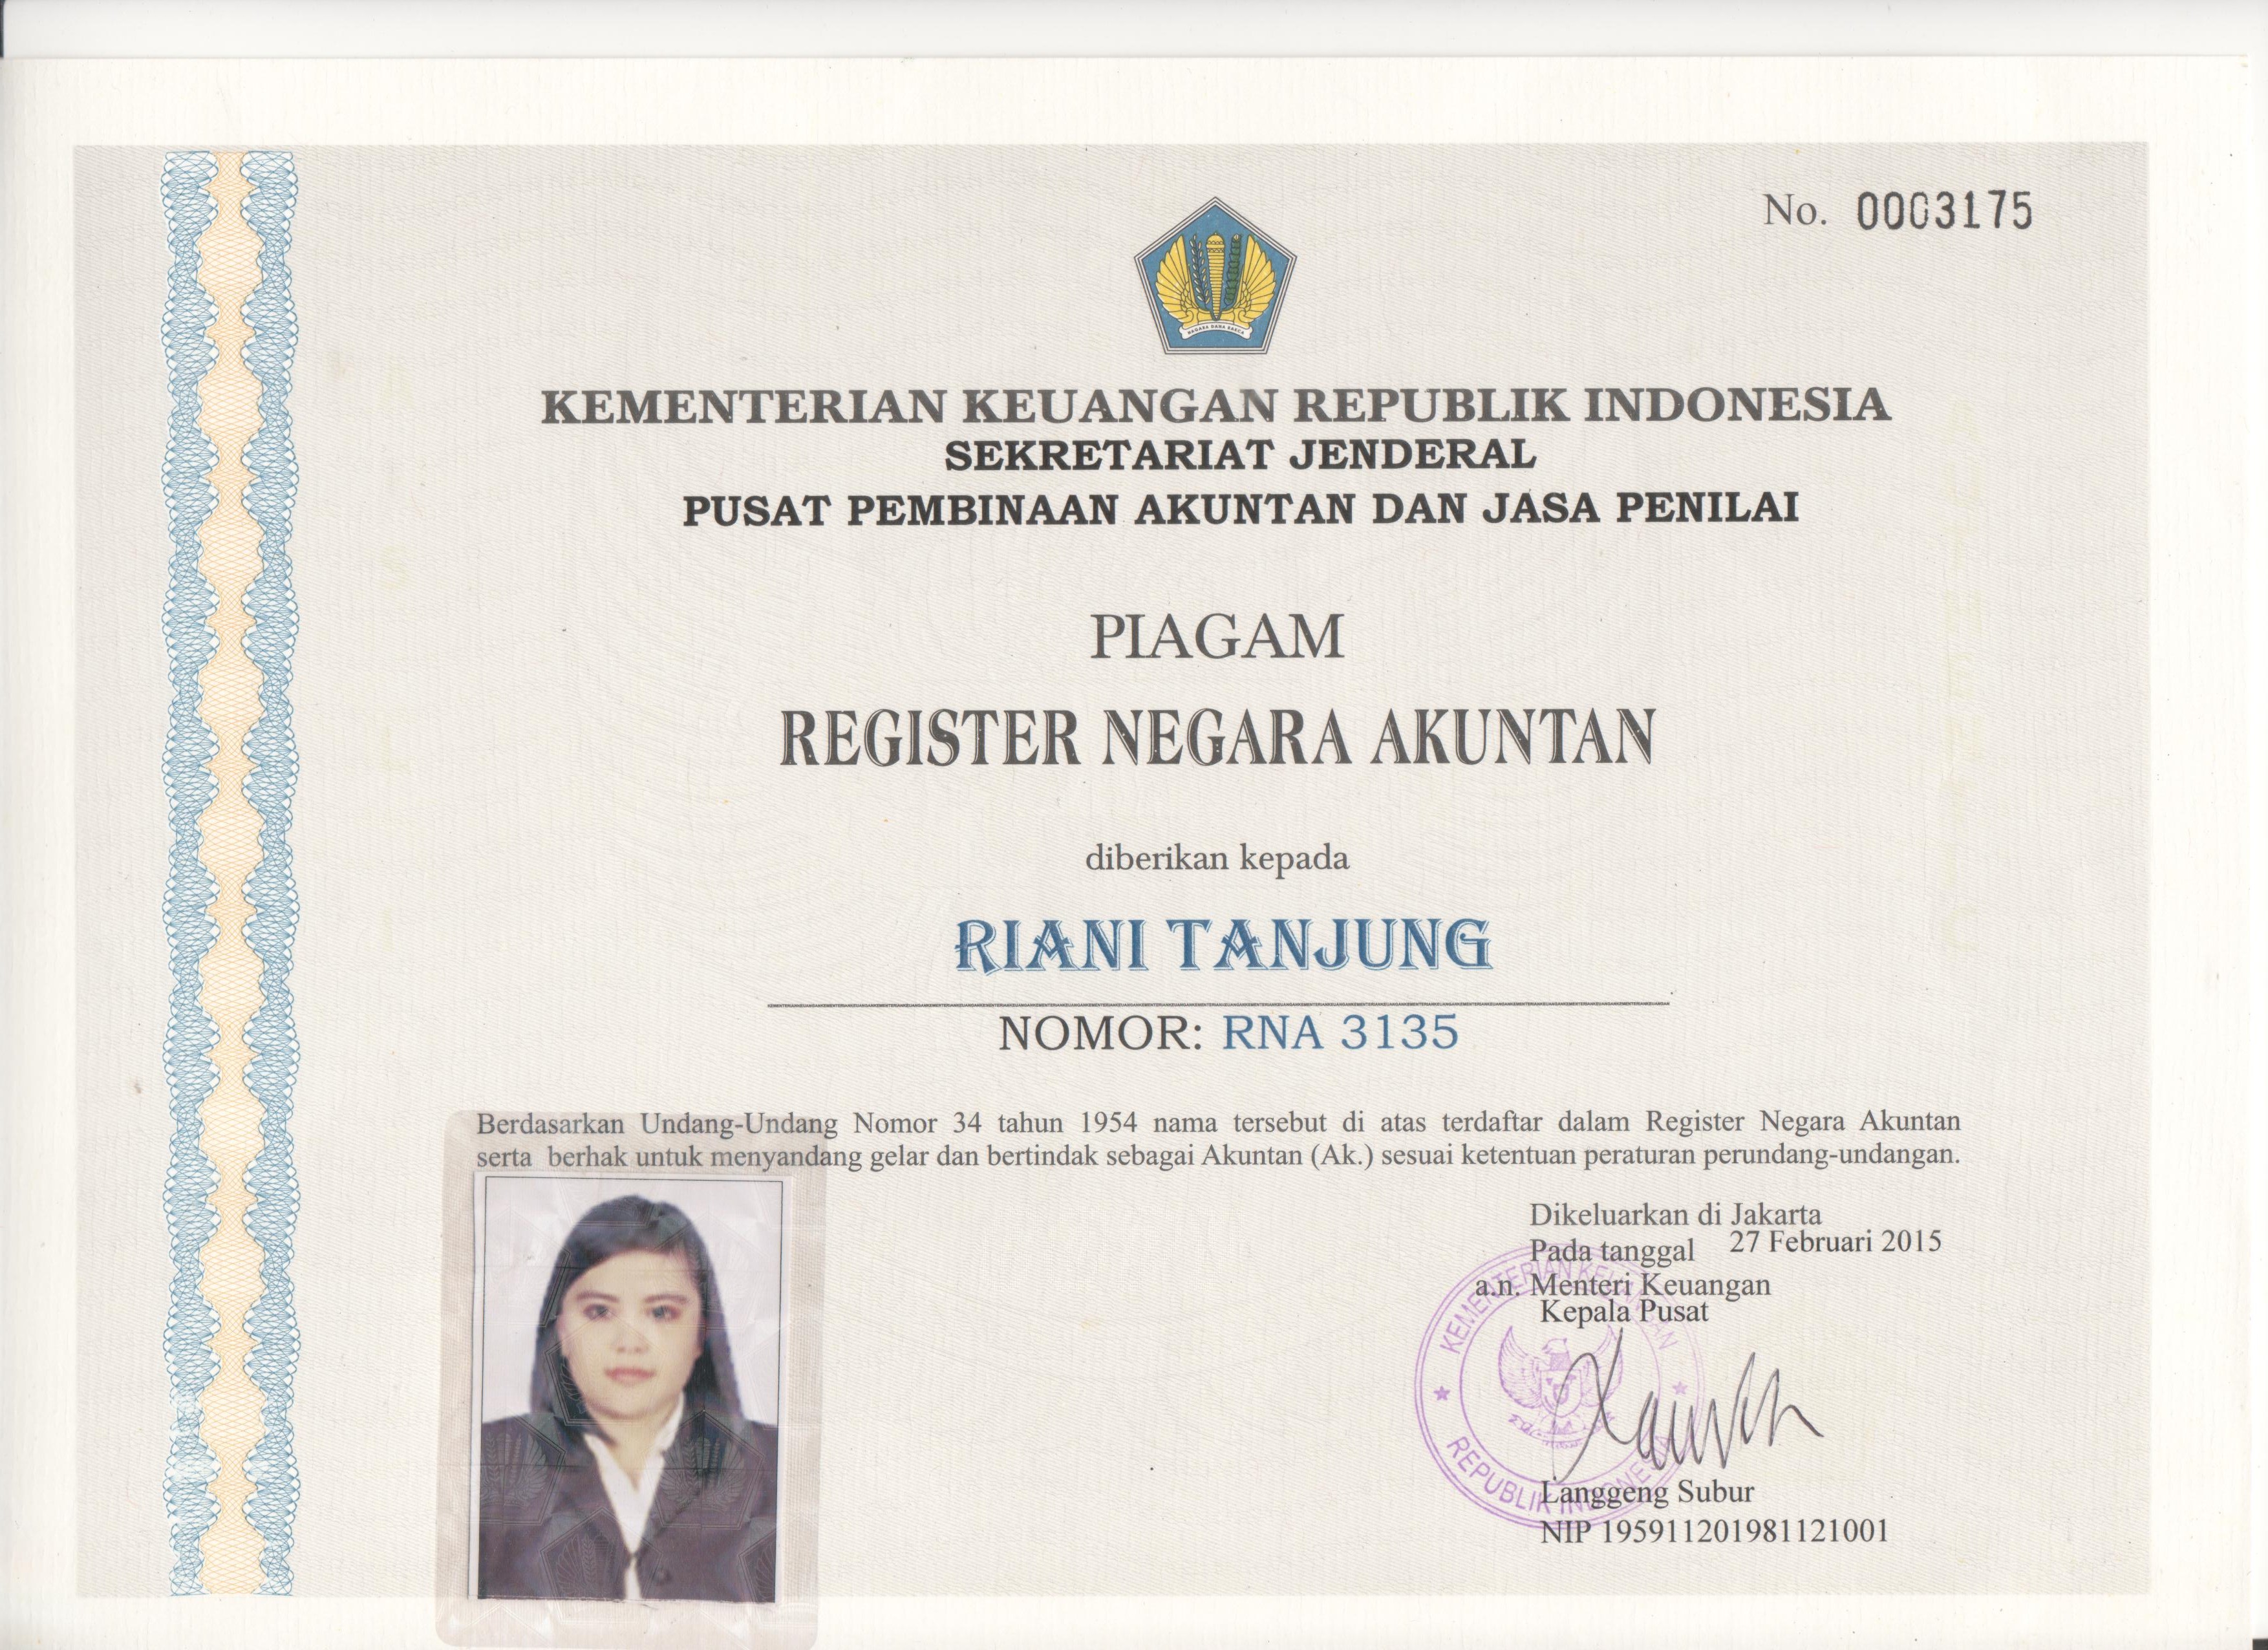 No. 0003175
NAGARA DANA RAKÇA
KEMENTERIAN KEUANGAN REPUBLIK INDONESIA
SEKRETARIAT JENDERAL
PUSAT PEMBINAAN AKUNTAN DAN JASA PENILAI
PIAGAM
REGISTER NEGARA AKUNTAN
diberikan kepada
RIANI TANJUNG
NOMOR: RNA 3135
Berdasarkan Undang-Undang Nomor 34 tahun 1954 nama tersebut di atas terdaftar dalam Register Negara Akuntan
serta berhak untuk menyandang gelar dan bertindak sebagai Akuntan (Ak.) sesuai ketentuan peraturan perundang-undangan.
Dikeluarkan di Jakarta
Pada tanggal 27 Februari 2015
a.n. Menteri Keuangan
Kepala Pusat
KEMENTERIAN KEUANGAN
REPUBLIK INDONESIA
Langgeng Subur
NIP 195911201981121001